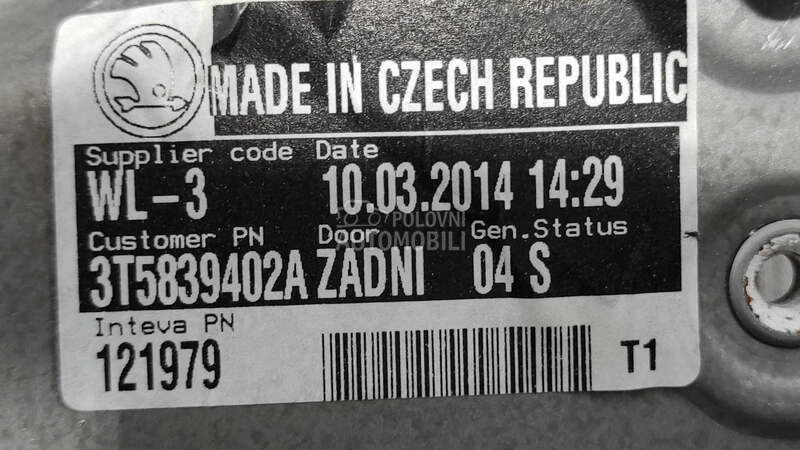 MADE IN CZECH REPUBLIC
Supplier code Date
WL-3 10.03.2014 14:29
POLOVNI
AUTOMOBILI
Customer PN Door Gen.Status
3T5839402A ZADNI 04 S
Inteva PN
121979 T1